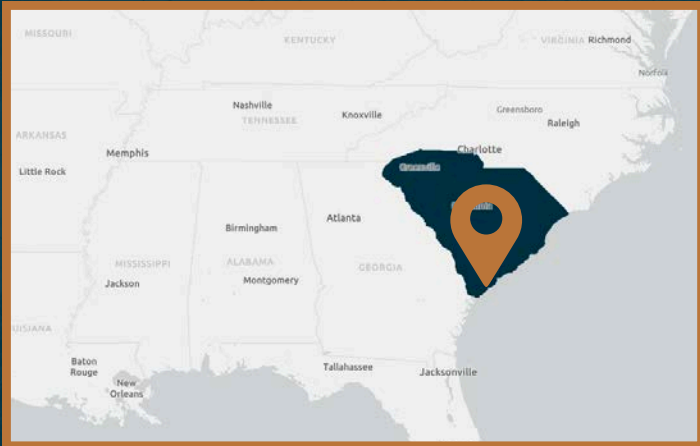 MISSOURI
KENTUCKY
VIRGINIA Richmond
Norfolk
Nashville
TENNESSEE
Knoxville
Greensboro
Raleigh
ARKANSAS
Memphis
Charlotte
Little Rock
Greenville
Atlanta
Birmingham
MISSISSIPPI
ALABAMA
GEORGIA
Jackson
Montgomery
UISIANA
Baton
Rouge
New
Orleans
Tallahassee
Jacksonville